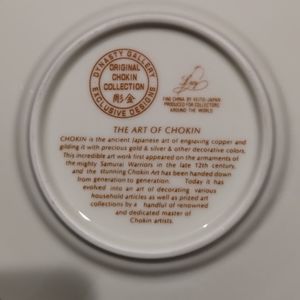 DYNASTY GALLERY
ORIGINAL
CHOKIN
COLLECTION
彫金
EXCLUSIVE DESIGNS
FINE CHINA BY KEITO-JAPAN
PRODUCED FOR COLLECTORS
AROUND THE WORLD
THE ART OF CHOKIN
CHOKIN is the ancient Japanese art of engraving copper and
gilding it with precious gold & silver & other decorative colors.
This incredible art work first appeared on the armaments of
the mighty Samurai Warriors in the late 12th century,
and the stunning Chokin Art has been handed down
from generation to generation. Today it has
evolved into an art of decorating various
household articles as well as prized art
collections by a handful of renowned
and dedicated master of
Chokin artists.